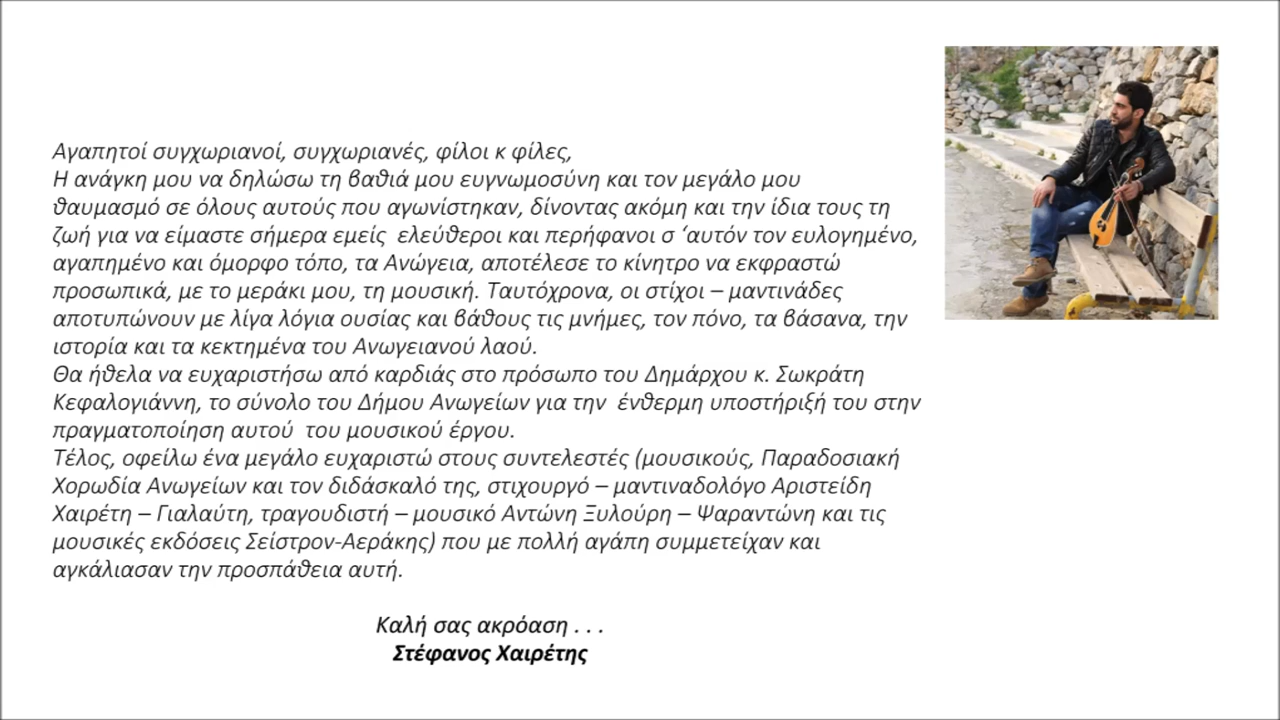 Αγαπητοί συγχωριανοί, συγχωριανές, φίλοι κ φίλες,
Η ανάγκη μου να δηλώσω τη βαθιά μου ευγνωμοσύνη και τον μεγάλο μου
θαυμασμό σε όλους αυτούς που αγωνίστηκαν, δίνοντας ακόμη και την ίδια τους τη
ζωή για να είμαστε σήμερα εμείς  ελεύθεροι και περήφανοι σ ‘αυτόν τον ευλογημένο,
αγαπημένο και όμορφο τόπο, τα Ανώγεια, αποτέλεσε το κίνητρο να εκφραστώ
προσωπικά, με το μεράκι μου, τη μουσική. Ταυτόχρονα, οι στίχοι – μαντινάδες
αποτυπώνουν με λίγα λόγια ουσίας και βάθους τις μνήμες, τον πόνο, τα βάσανα, την
ιστορία και τα κεκτημένα του Ανωγειανού λαού.
Θα ήθελα να ευχαριστήσω από καρδιάς στο πρόσωπο του Δημάρχου κ. Σωκράτη
Κεφαλογιάννη, το σύνολο του Δήμου Ανωγείων για την  ένθερμη υποστήριξή του στην
πραγματοποίηση αυτού  του μουσικού έργου.
Τέλος, οφείλω ένα μεγάλο ευχαριστώ στους συντελεστές (μουσικούς, Παραδοσιακή
Χορωδία Ανωγείων και τον διδάσκαλό της, στιχουργό – μαντιναδολόγο Αριστείδη
Χαιρέτη – Γιαλαύτη, τραγουδιστή – μουσικό Αντώνη Ξυλούρη – Ψαραντώνη και τις
μουσικές εκδόσεις Σείστρον-Αεράκης) που με πολλή αγάπη συμμετείχαν και
αγκάλιασαν την προσπάθεια αυτή.
Καλή σας ακρόαση . . .
Στέφανος Χαιρέτης